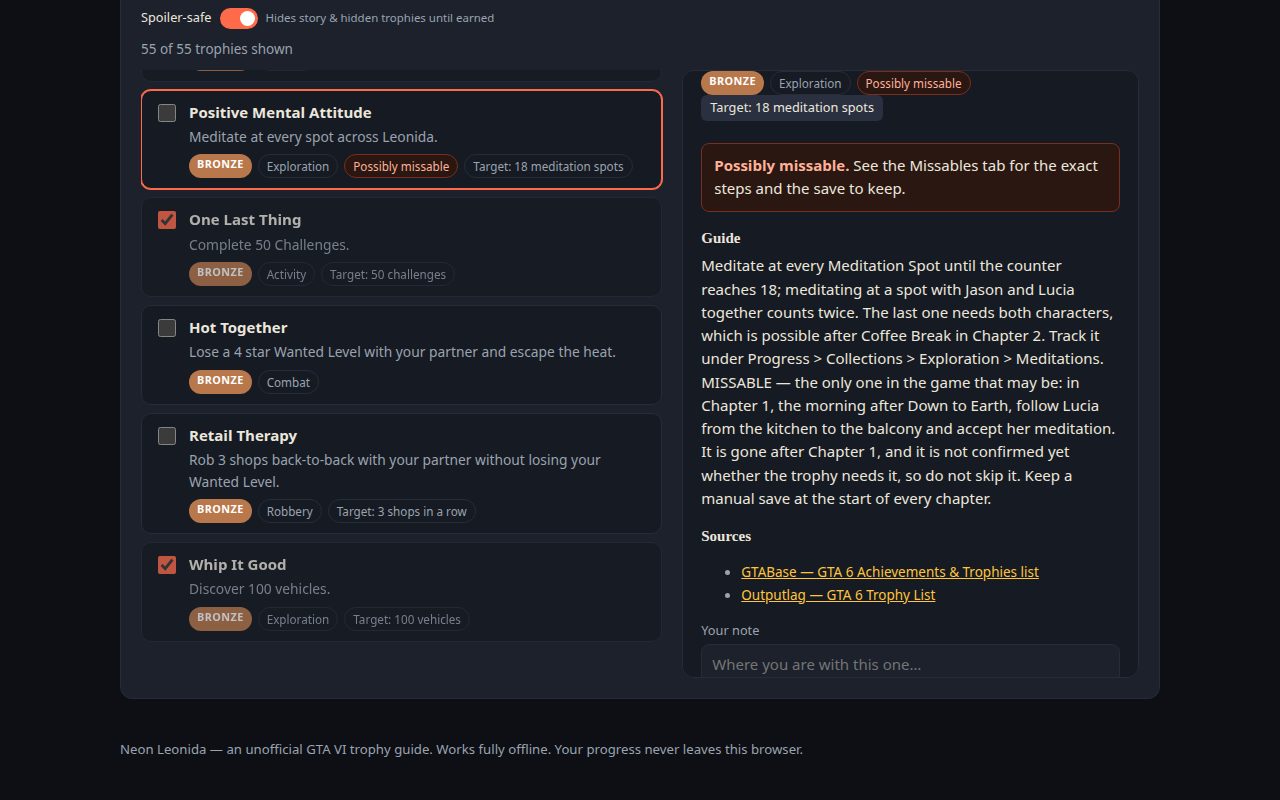 Spoiler-safe Hides story & hidden trophies until earned
55 of 55 trophies shown
Positive Mental Attitude
Meditate at every spot across Leonida.
BRONZE Exploration Possibly missable Target: 18 meditation spots
One Last Thing
Complete 50 Challenges.
BRONZE Activity Target: 50 challenges
Hot Together
Lose a 4 star Wanted Level with your partner and escape the heat.
BRONZE Combat
Retail Therapy
Rob 3 shops back-to-back with your partner without losing your
Wanted Level.
BRONZE Robbery Target: 3 shops in a row
Whip It Good
Discover 100 vehicles.
BRONZE Exploration Target: 100 vehicles
BRONZE Exploration Possibly missable
Target: 18 meditation spots
Possibly missable. See the Missables tab for the exact
steps and the save to keep.
Guide
Meditate at every Meditation Spot until the counter
reaches 18; meditating at a spot with Jason and Lucia
together counts twice. The last one needs both characters,
which is possible after Coffee Break in Chapter 2. Track it
under Progress > Collections > Exploration > Meditations.
MISSABLE — the only one in the game that may be: in
Chapter 1, the morning after Down to Earth, follow Lucia
from the kitchen to the balcony and accept her meditation.
It is gone after Chapter 1, and it is not confirmed yet
whether the trophy needs it, so do not skip it. Keep a
manual save at the start of every chapter.
Sources
GTABase — GTA 6 Achievements & Trophies list
Outputlag — GTA 6 Trophy List
Your note
Where you are with this one...
Neon Leonida — an unofficial GTA VI trophy guide. Works fully offline. Your progress never leaves this browser.